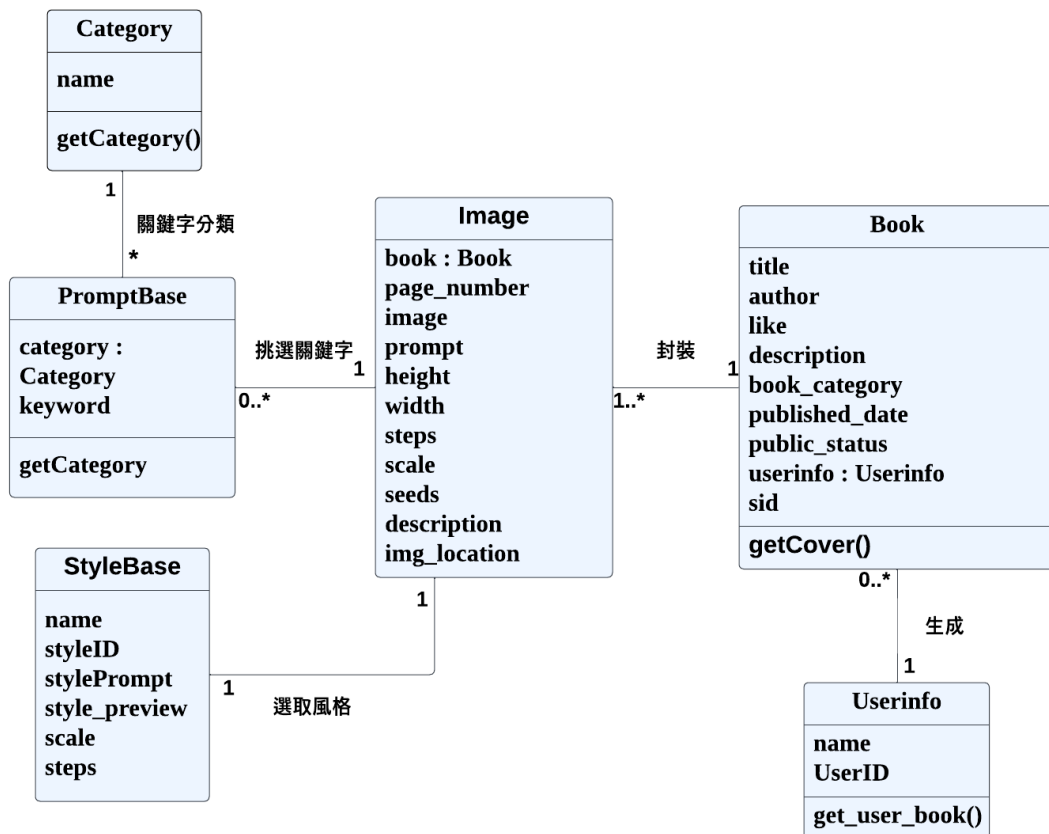 Category
name
getCategory()
1
關鍵字分類
*
PromptBase
category :
Category
keyword
getCategory
挑選關鍵字
0..*
1
Image
book : Book
page_number
image
prompt
height
width
steps
scale
seeds
description
img_location
封裝
1..*
1
Book
title
author
like
description
book_category
published_date
public_status
userinfo : Userinfo
sid
getCover()
StyleBase
name
styleID
stylePrompt
style_preview
scale
steps
1
選取風格
1
0..*
生成
1
Userinfo
name
UserID
get_user_book()